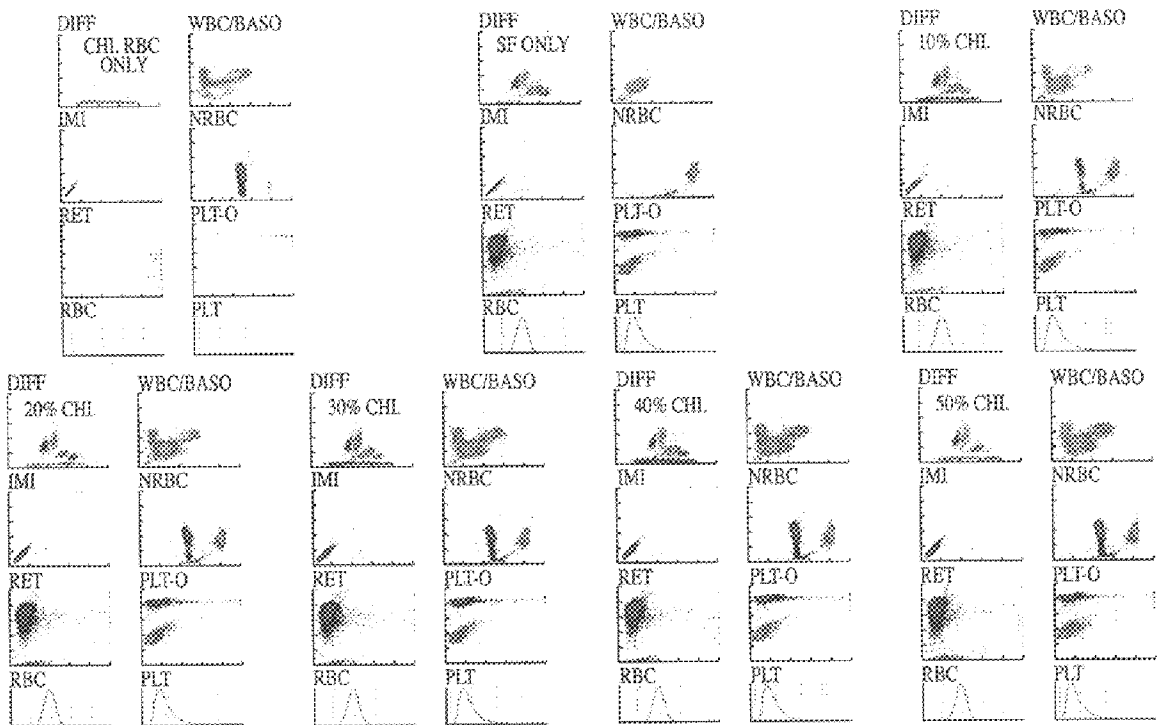 DIFF WBC/BASO
CHL RBC
ONLY
IMI NRBC
RET PLT-O
RBC PLT
DIFF WBC/BASO
SF ONLY
IMI NRBC
RET PLT-O
RBC PLT
DIFF WBC/BASO
10% CHL
IMI NRBC
RET PLT-O
RBC PLT
DIFF WBC/BASO
20% CHL
IMI NRBC
RET PLT-O
RBC PLT
DIFF WBC/BASO
30% CHL
IMI NRBC
RET PLT-O
RBC PLT
DIFF WBC/BASO
40% CHL
IMI NRBC
RET PLT-O
RBC PLT
DIFF WBC/BASO
50% CHL
IMI NRBC
RET PLT-O
RBC PLT